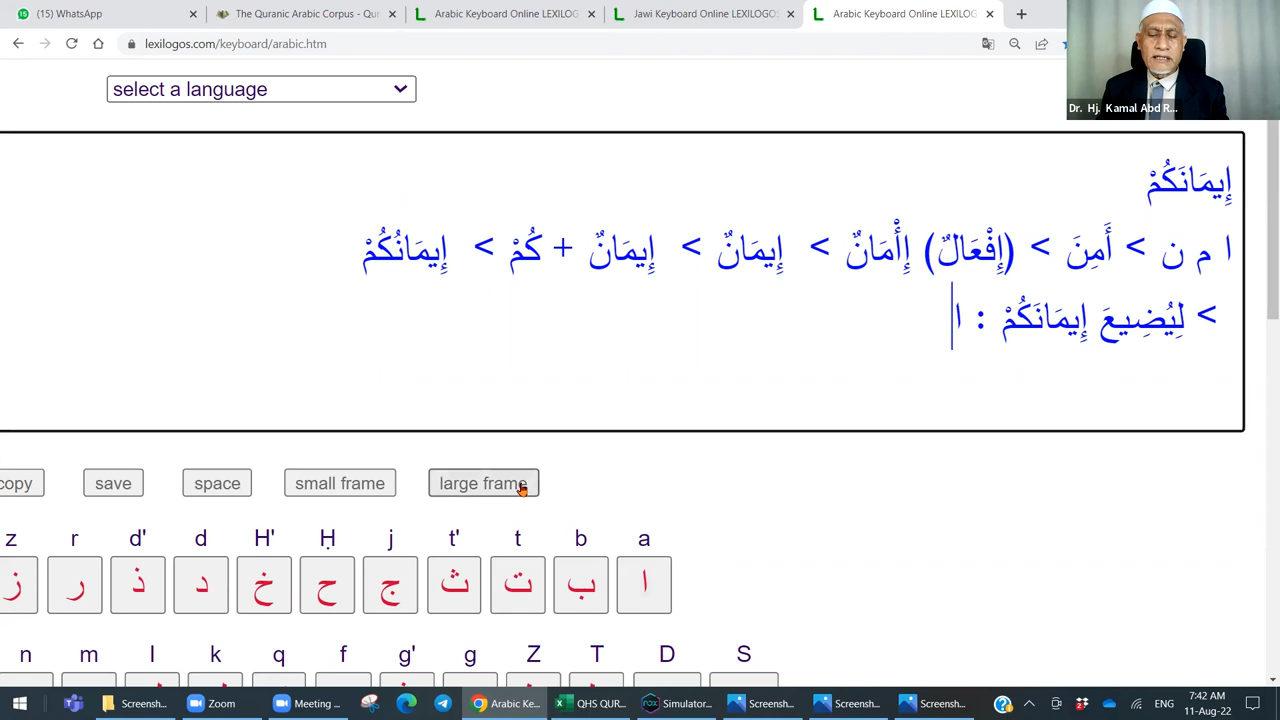 (15) WhatsApp
The Quranic Arabic Corpus - Qur
Arabic Keyboard Online LEXILOG
Jawi Keyboard Online LEXILOGOS
Arabic Keyboard Online LEXILOG
lexilogos.com/keyboard/arabic.htm
Dr. Hj. Kamal Abd R...
select a language
إِيمَانَكُمْ
ا م ن > أَمِنَ > (إِفْعَالٌ) إِأْمَانٌ > إِيمَانٌ > إِيمَانٌ + كُمْ > إِيمَانُكُمْ
> لِيُضِيعَ إِيمَانَكُمْ : ا
copy save space small frame large frame
z r d' d H' Ḥ j t' t b a
ز ر ذ د خ ح ج ث ت ب ا
n m l k q f g' g Z T D S
Screensh... Zoom Meeting ... Arabic Ke... QHS QUR... Simulator... Screensh... Screensh... Screensh... ENG 7:42 AM
11-Aug-22